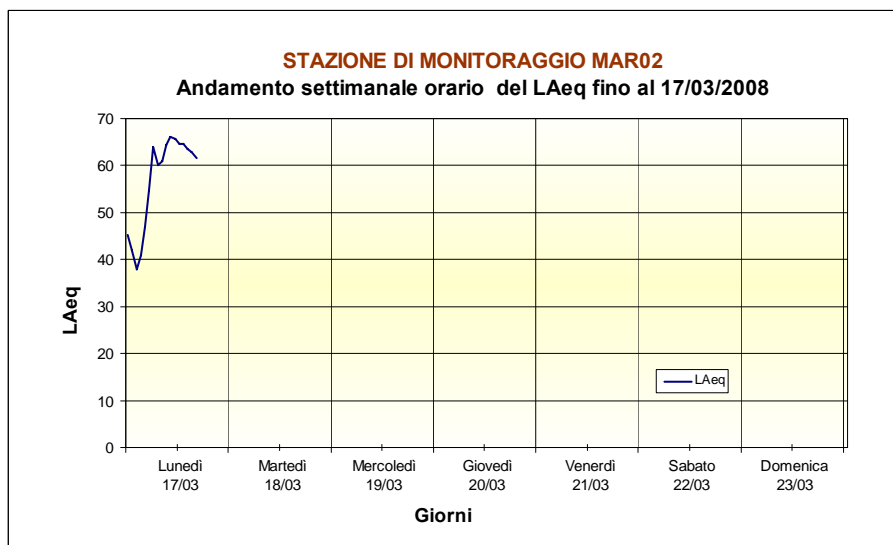 STAZIONE DI MONITORAGGIO MAR02
Andamento settimanale orario  del LAeq fino al 17/03/2008
70
60
50
40
30
20
10
0
LAeq
LAeq
Lunedì
17/03
Martedì
18/03
Mercoledì
19/03
Giovedì
20/03
Venerdì
21/03
Sabato
22/03
Domenica
23/03
Giorni